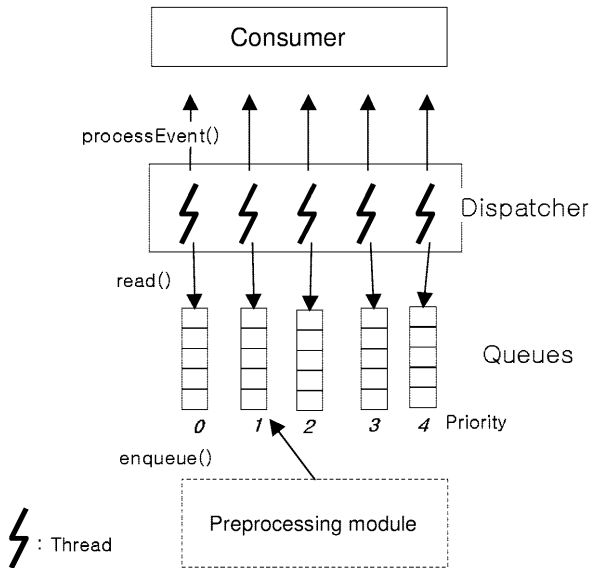 Consumer
processEvent()
Dispatcher
read()
Queues
0 1 2 3 4 Priority
enqueue()
Preprocessing module
: Thread